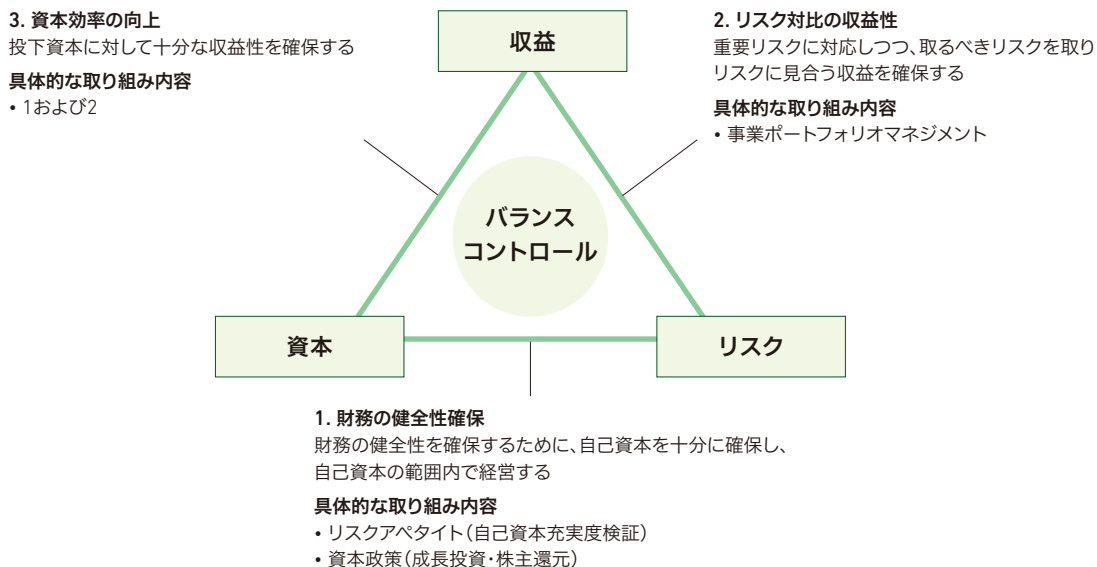 3. 資本効率の向上
投下資本に対して十分な収益性を確保する
具体的な取り組み内容
• 1および2
収益
2. リスク対比の収益性
重要リスクに対応しつつ、取るべきリスクを取り
リスクに見合う収益を確保する
具体的な取り組み内容
• 事業ポートフォリオマネジメント
バランス
コントロール
資本
リスク
1. 財務の健全性確保
財務の健全性を確保するために、自己資本を十分に確保し、
自己資本の範囲内で経営する
具体的な取り組み内容
• リスクアペタイト（自己資本充実度検証）
• 資本政策（成長投資・株主還元）